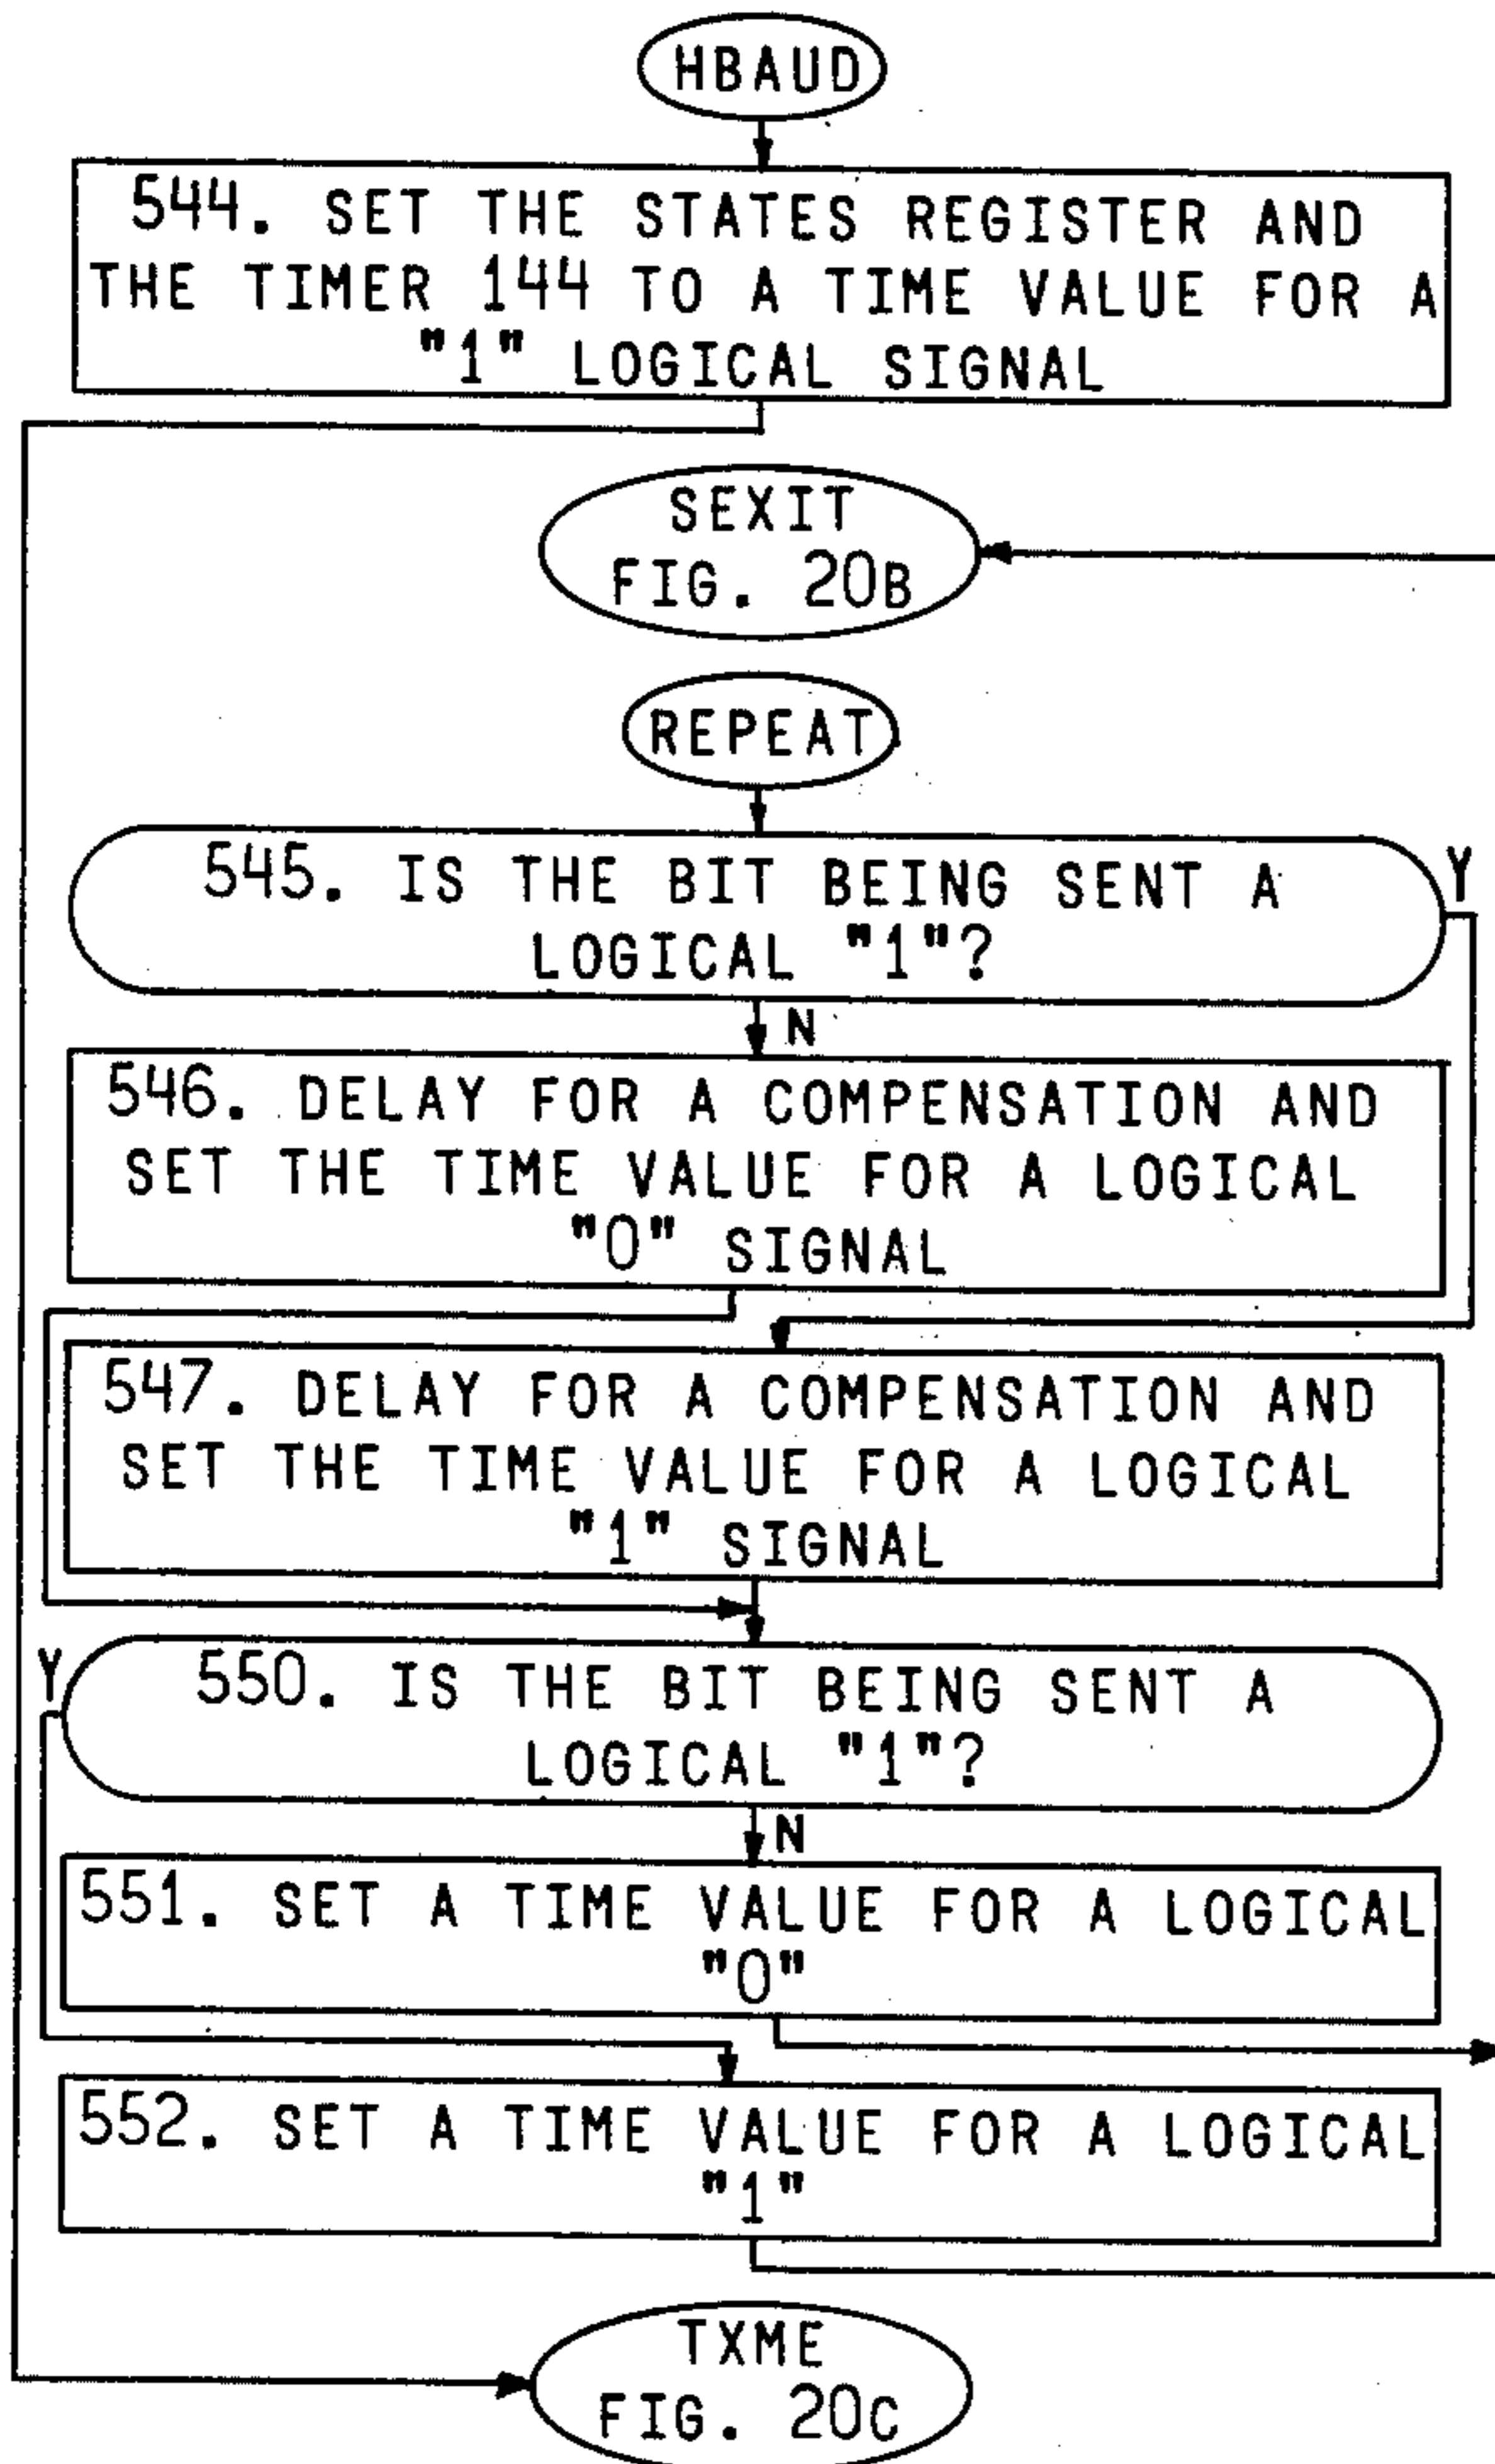 HBAUD
544. SET THE STATES REGISTER AND
THE TIMER 144 TO A TIME VALUE FOR A
"1" LOGICAL SIGNAL
SEXIT
FIG. 20B
REPEAT
545. IS THE BIT BEING SENT A
LOGICAL "1"?
Y
N
546. DELAY FOR A COMPENSATION AND
SET THE TIME VALUE FOR A LOGICAL
"0" SIGNAL
547. DELAY FOR A COMPENSATION AND
SET THE TIME VALUE FOR A LOGICAL
"1" SIGNAL
Y
550. IS THE BIT BEING SENT A
LOGICAL "1"?
N
551. SET A TIME VALUE FOR A LOGICAL
"0"
552. SET A TIME VALUE FOR A LOGICAL
"1"
TXME
FIG. 20C